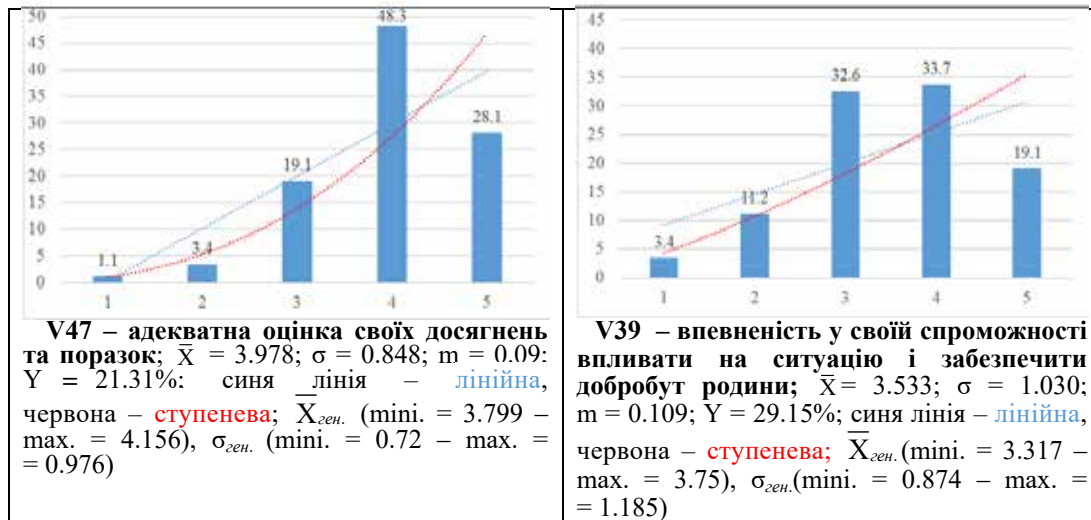 50
45
40
35
30
25
20
15
10
5
0
1.1
3.4
19.1
48.3
28.1
1 2 3 4 5
V47 – адекватна оцінка своїх досягнень
та поразок; X̅ = 3.978; σ = 0.848; m = 0.09:
Y = 21.31%: синя лінія – лінійна,
червона – ступенева; X̅ген. (mini. = 3.799 –
max. = 4.156), σген. (mini. = 0.72 – max. =
= 0.976)
45
40
35
30
25
20
15
10
5
0
3.4
11.2
32.6
33.7
19.1
1 2 3 4 5
V39 – впевненість у своїй спроможності
впливати на ситуацію і забезпечити
добробут родини; X̅ = 3.533; σ = 1.030;
m = 0.109; Y = 29.15%; синя лінія – лінійна,
червона – ступенева; X̅ген.(mini. = 3.317 –
max. = 3.75), σген.(mini. = 0.874 – max. =
= 1.185)